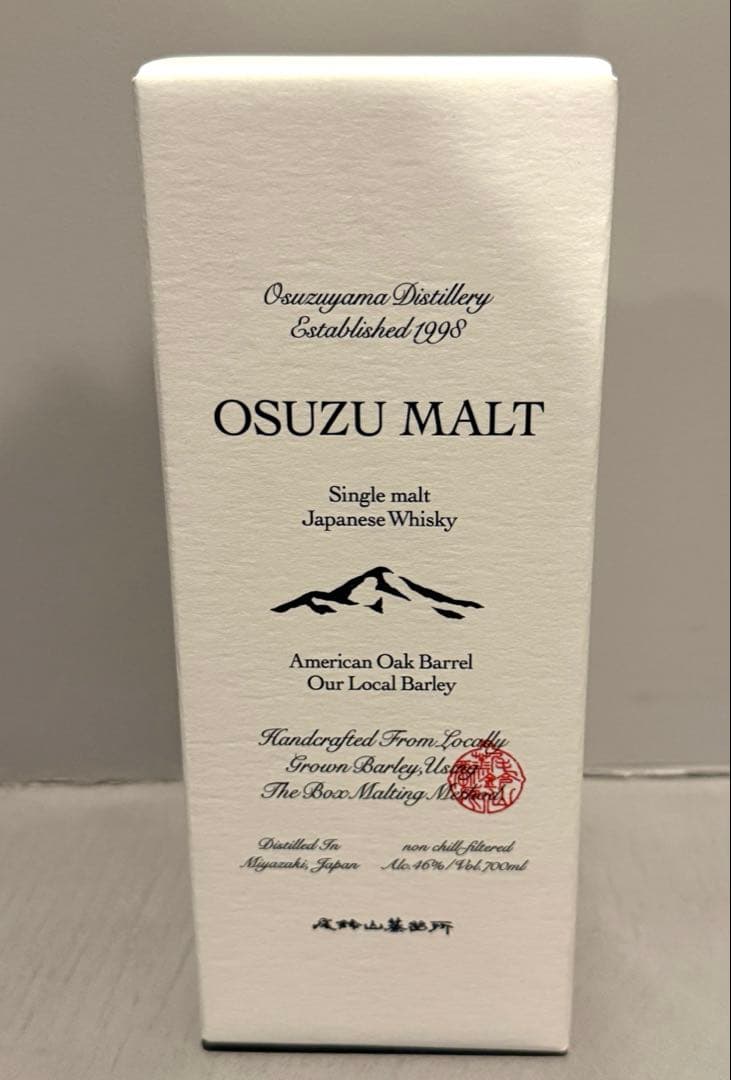 Osuzuyama Distillery
Established 1998
OSUZU MALT
Single malt
Japanese Whisky
American Oak Barrel
Our Local Barley
Handcrafted From Locally
Grown Barley, Using
The Box Malting Method
Distilled In
Miyazaki, Japan
non chill-filtered
Alc.46%/Vol.700ml
尾鈴山蒸留所